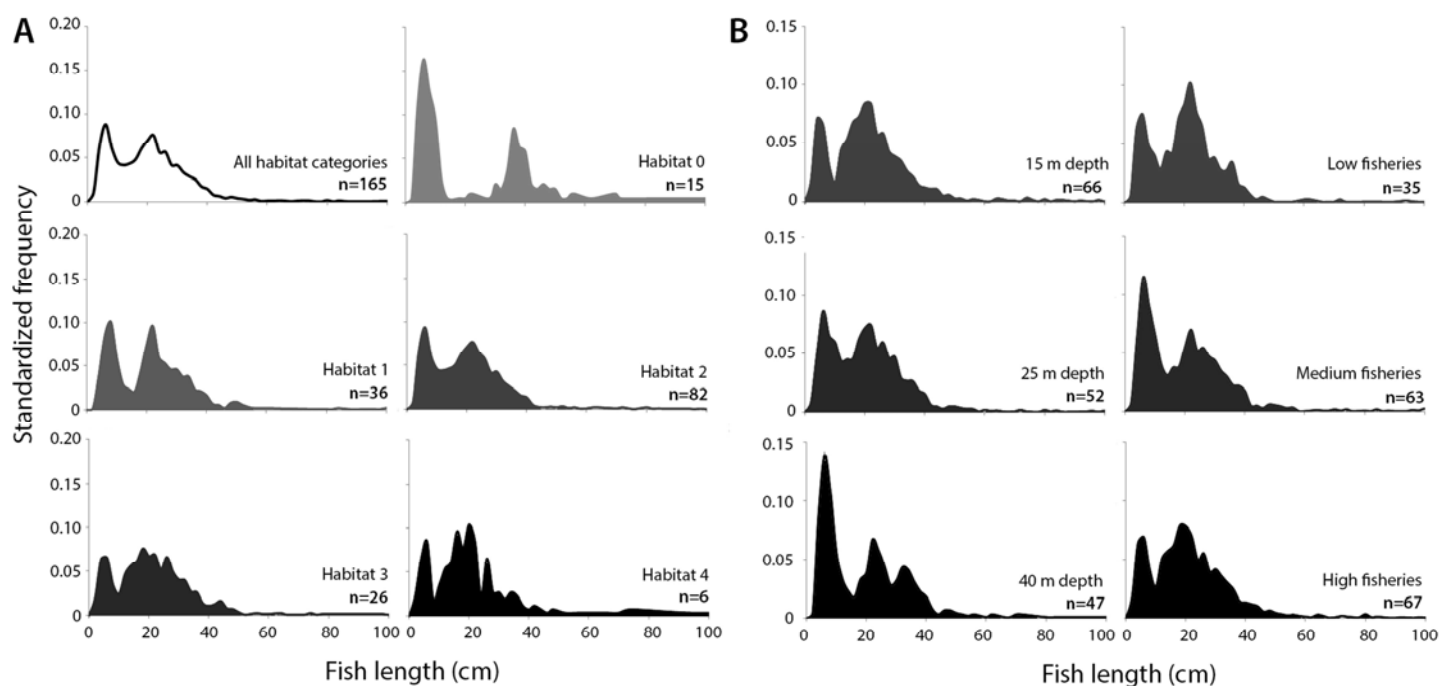 A
B
Standardized frequency
0.20
0.15
0.10
0.05
0
All habitat categories
n=165
Habitat 0
n=15
0.20
0.15
0.10
0.05
0
Habitat 1
n=36
Habitat 2
n=82
0.20
0.15
0.10
0.05
0
Habitat 3
n=26
Habitat 4
n=6
0 20 40 60 80 100
0 20 40 60 80 100
Fish length (cm)
0.15
0.10
0.05
0
15 m depth
n=66
Low fisheries
n=35
0.15
0.10
0.05
0
25 m depth
n=52
Medium fisheries
n=63
0.15
0.10
0.05
0
40 m depth
n=47
High fisheries
n=67
0 20 40 60 80 100
0 20 40 60 80 100
Fish length (cm)